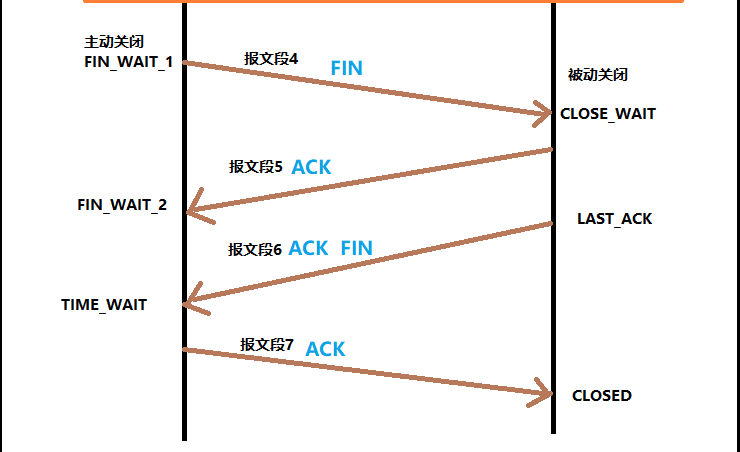 主动关闭
FIN_WAIT_1
报文段4 FIN
被动关闭
CLOSE_WAIT
报文段5 ACK
FIN_WAIT_2
LAST_ACK
报文段6 ACK FIN
TIME_WAIT
报文段7 ACK
CLOSED